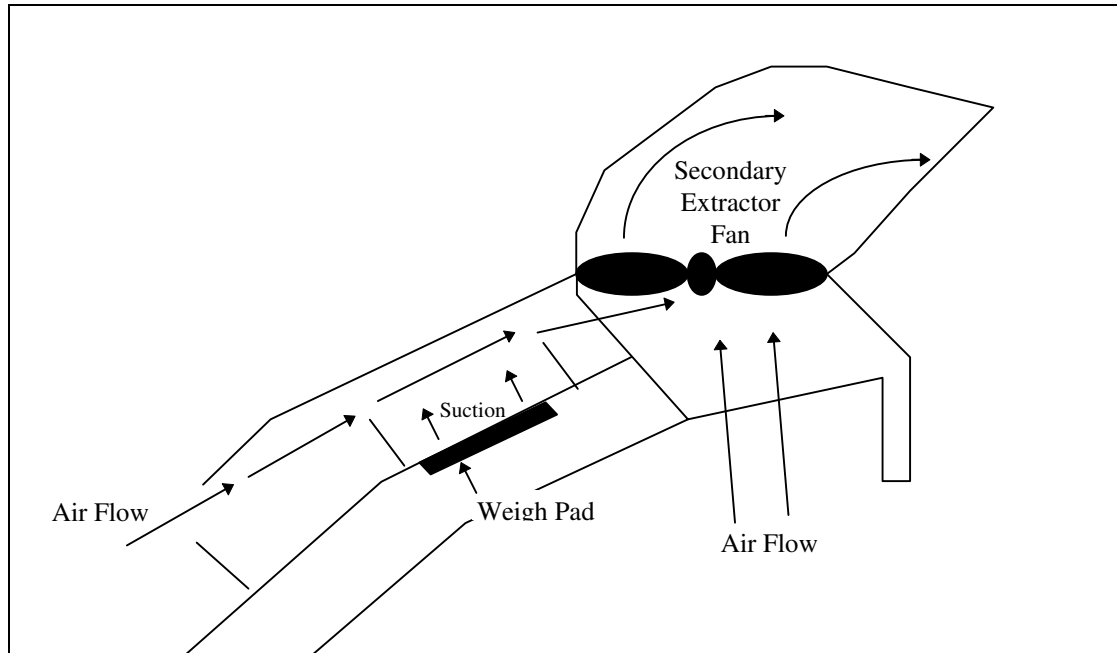 Secondary
Extractor
Fan
Suction
Air Flow
Weigh Pad
Air Flow